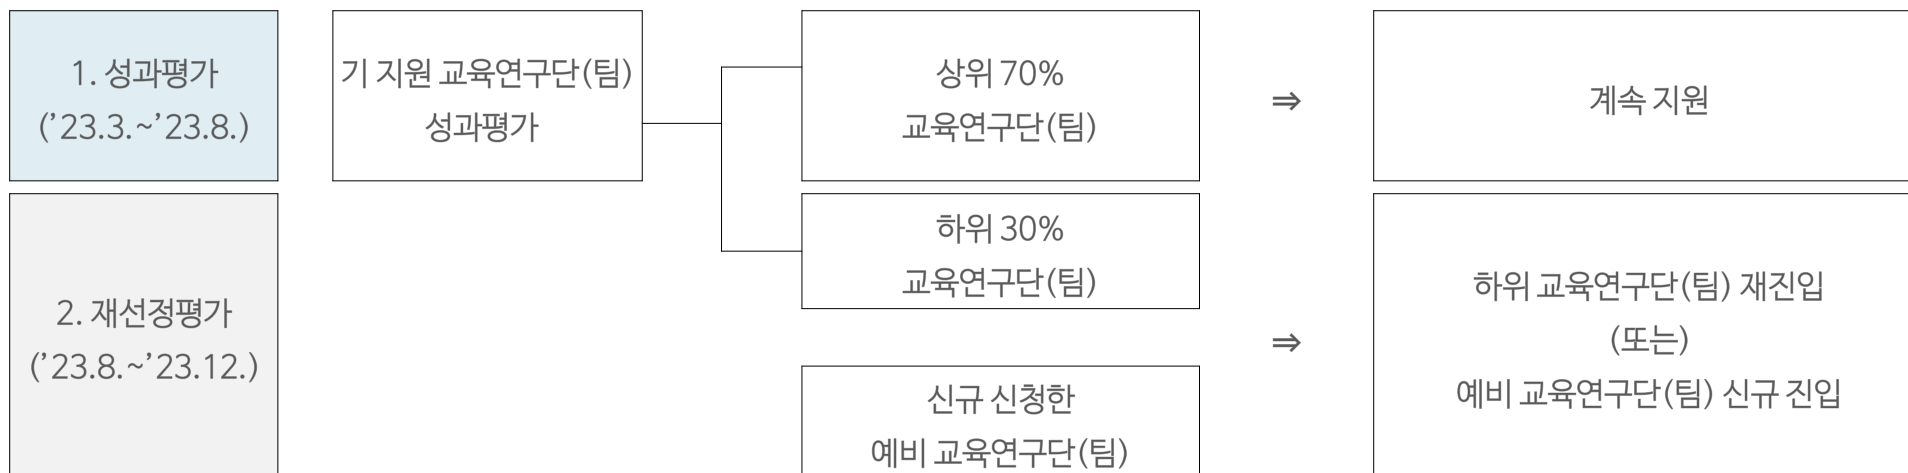 1. 성과평가
(’23.3.~’23.8.)
기 지원 교육연구단(팀)
성과평가
상위 70%
교육연구단(팀)
⇒
계속 지원
2. 재선정평가
(’23.8.~’23.12.)
하위 30%
교육연구단(팀)
신규 신청한
예비 교육연구단(팀)
⇒
하위 교육연구단(팀) 재진입
(또는)
예비 교육연구단(팀) 신규 진입